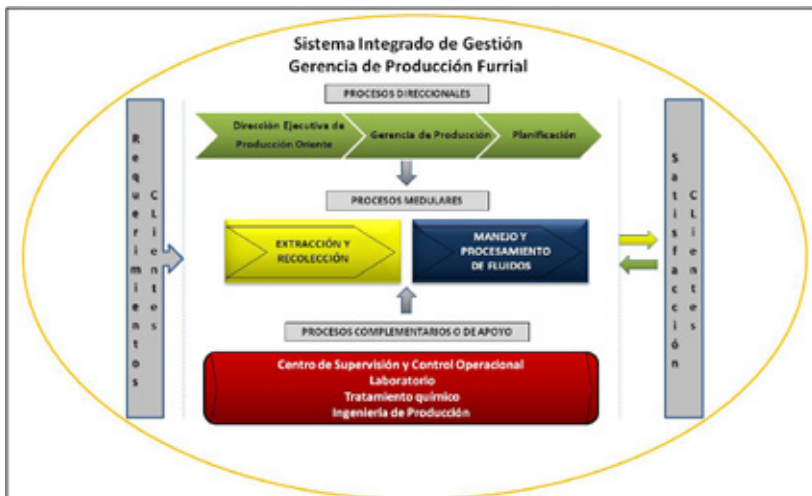 Sistema Integrado de Gestión
Gerencia de Producción Furrial
PROCESOS DIRECCIONALES
Dirección Ejecutiva de
Producción Oriente
Gerencia de Producción
Planificación
Requerimientos
CLientes
PROCESOS MEDULARES
EXTRACCIÓN Y
RECOLECCIÓN
MANEJO Y
PROCESAMIENTO
DE FLUIDOS
Satisfacción
CLientes
PROCESOS COMPLEMENTARIOS O DE APOYO
Centro de Supervisión y Control Operacional
Laboratorio
Tratamiento químico
Ingeniería de Producción